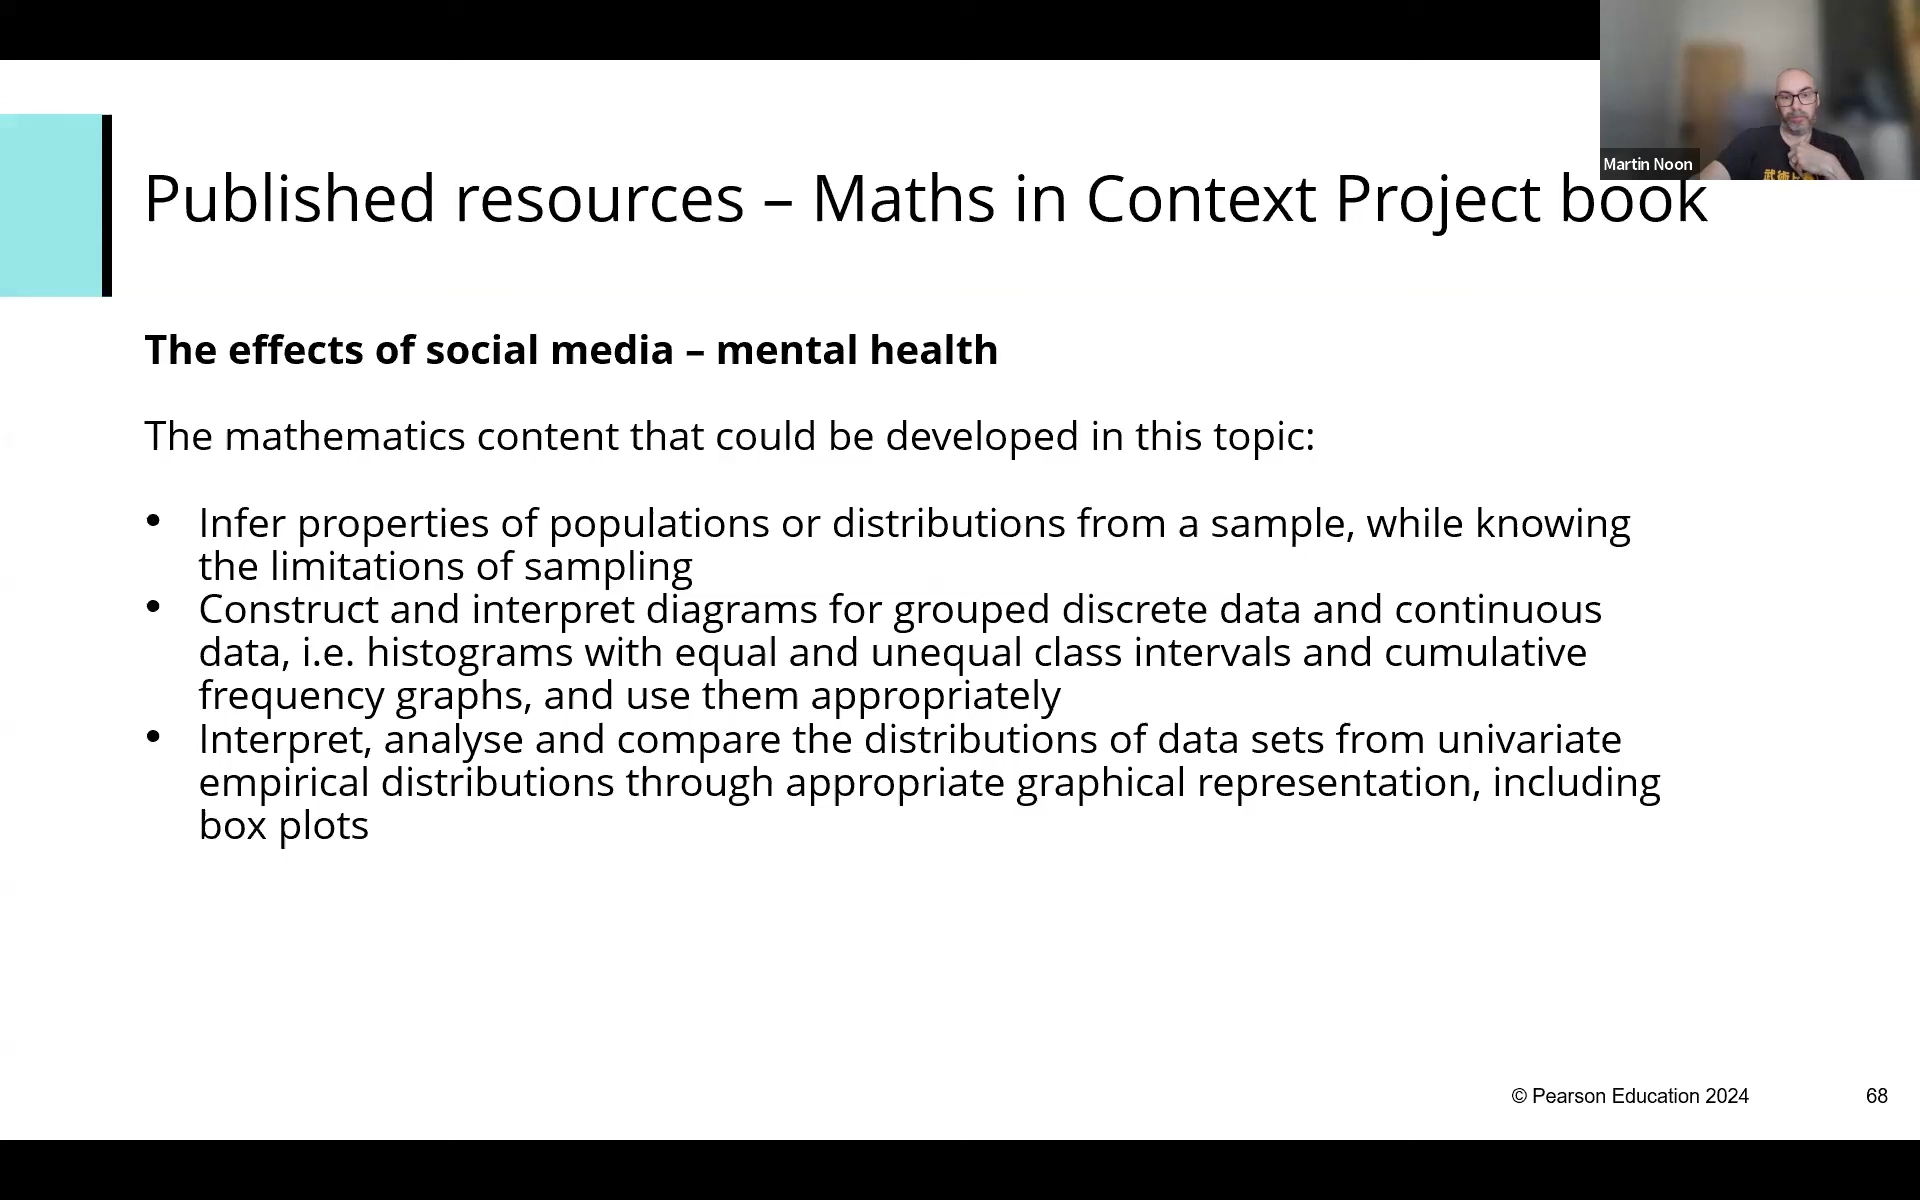 Martin Noon
Published resources – Maths in Context Project book
The effects of social media – mental health
The mathematics content that could be developed in this topic:
• Infer properties of populations or distributions from a sample, while knowing
the limitations of sampling
• Construct and interpret diagrams for grouped discrete data and continuous
data, i.e. histograms with equal and unequal class intervals and cumulative
frequency graphs, and use them appropriately
• Interpret, analyse and compare the distributions of data sets from univariate
empirical distributions through appropriate graphical representation, including
box plots
© Pearson Education 2024
68